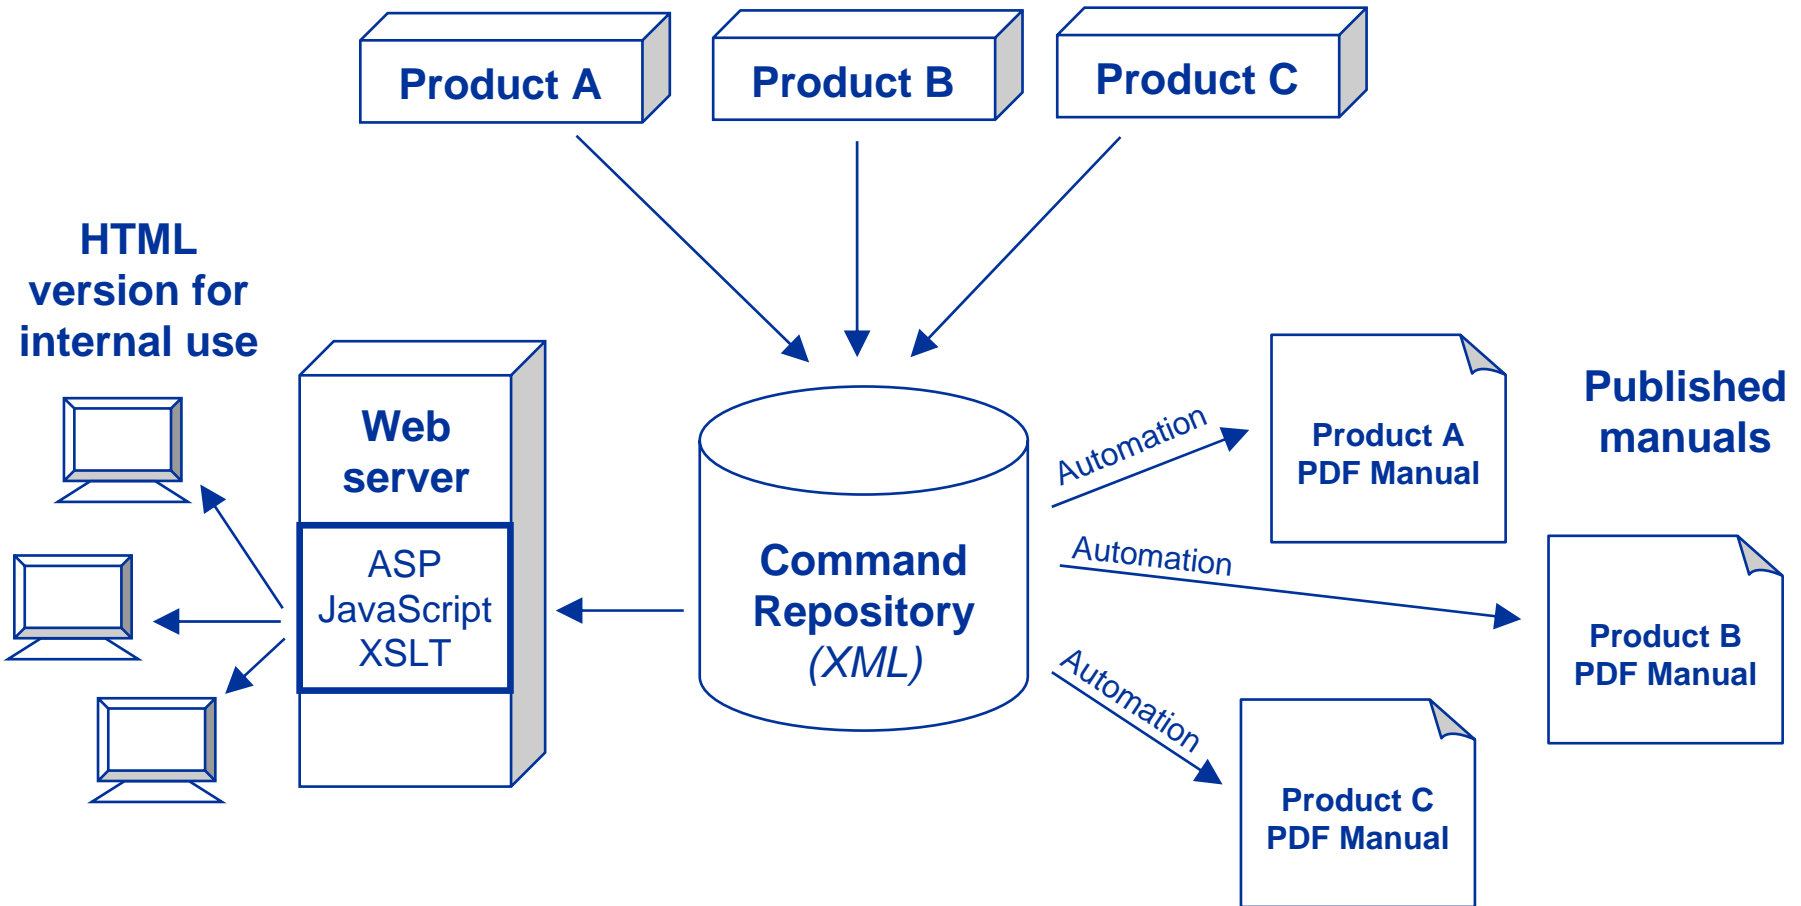 Product A
Product B
Product C
HTML
version for
internal use
Web
server
ASP
JavaScript
XSLT
Command
Repository
(XML)
Automation
Automation
Automation
Product A
PDF Manual
Published
manuals
Product B
PDF Manual
Product C
PDF Manual